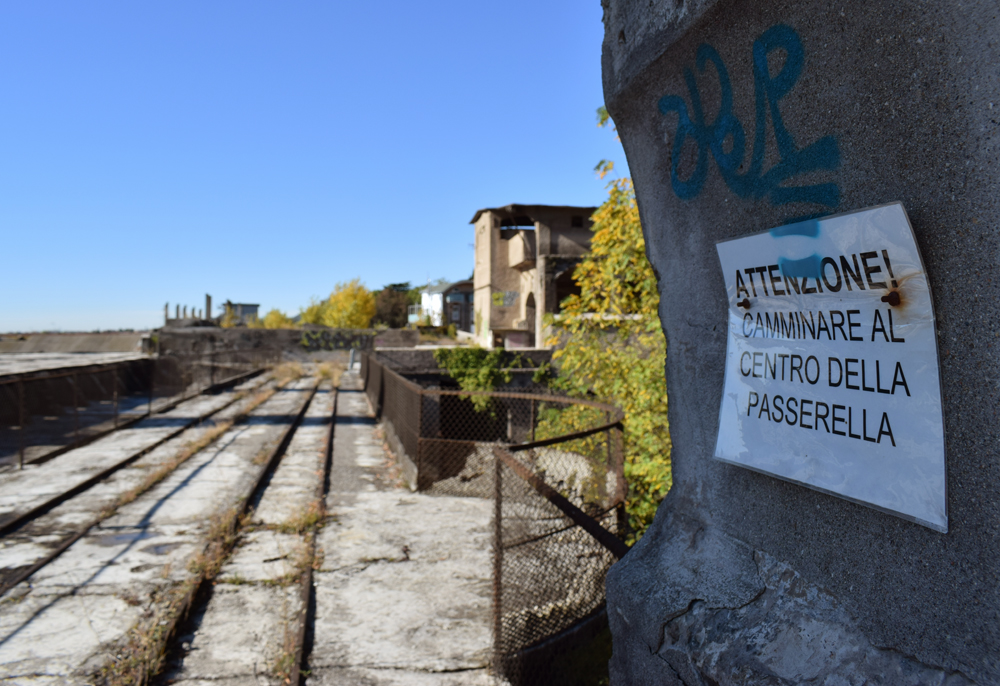 ATTENZIONE!
CAMMINARE AL
CENTRO DELLA
PASSERELLA